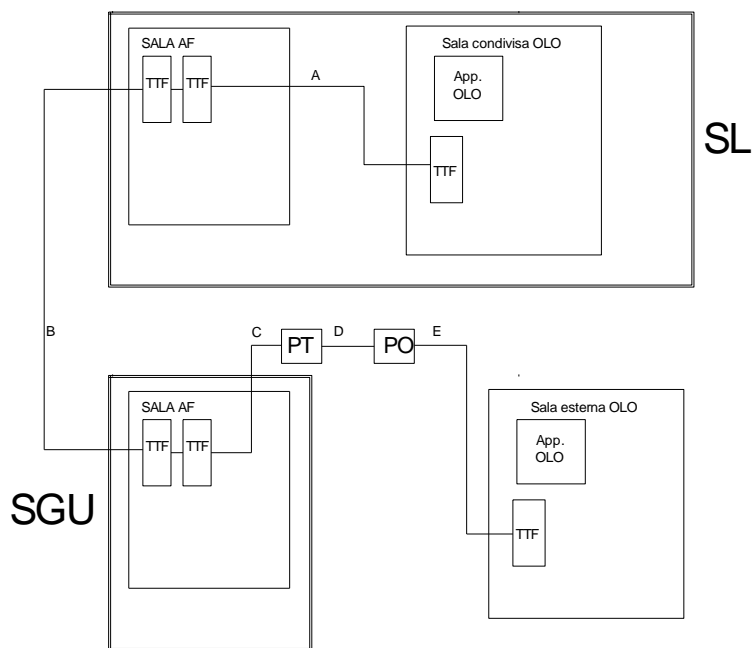 SALA AF
Sala condivisa OLO
TTF
TTF
A
App.
OLO
SL
TTF
B
C
PT
D
PO
E
SALA AF
Sala esterna OLO
TTF
TTF
App.
OLO
SGU
TTF